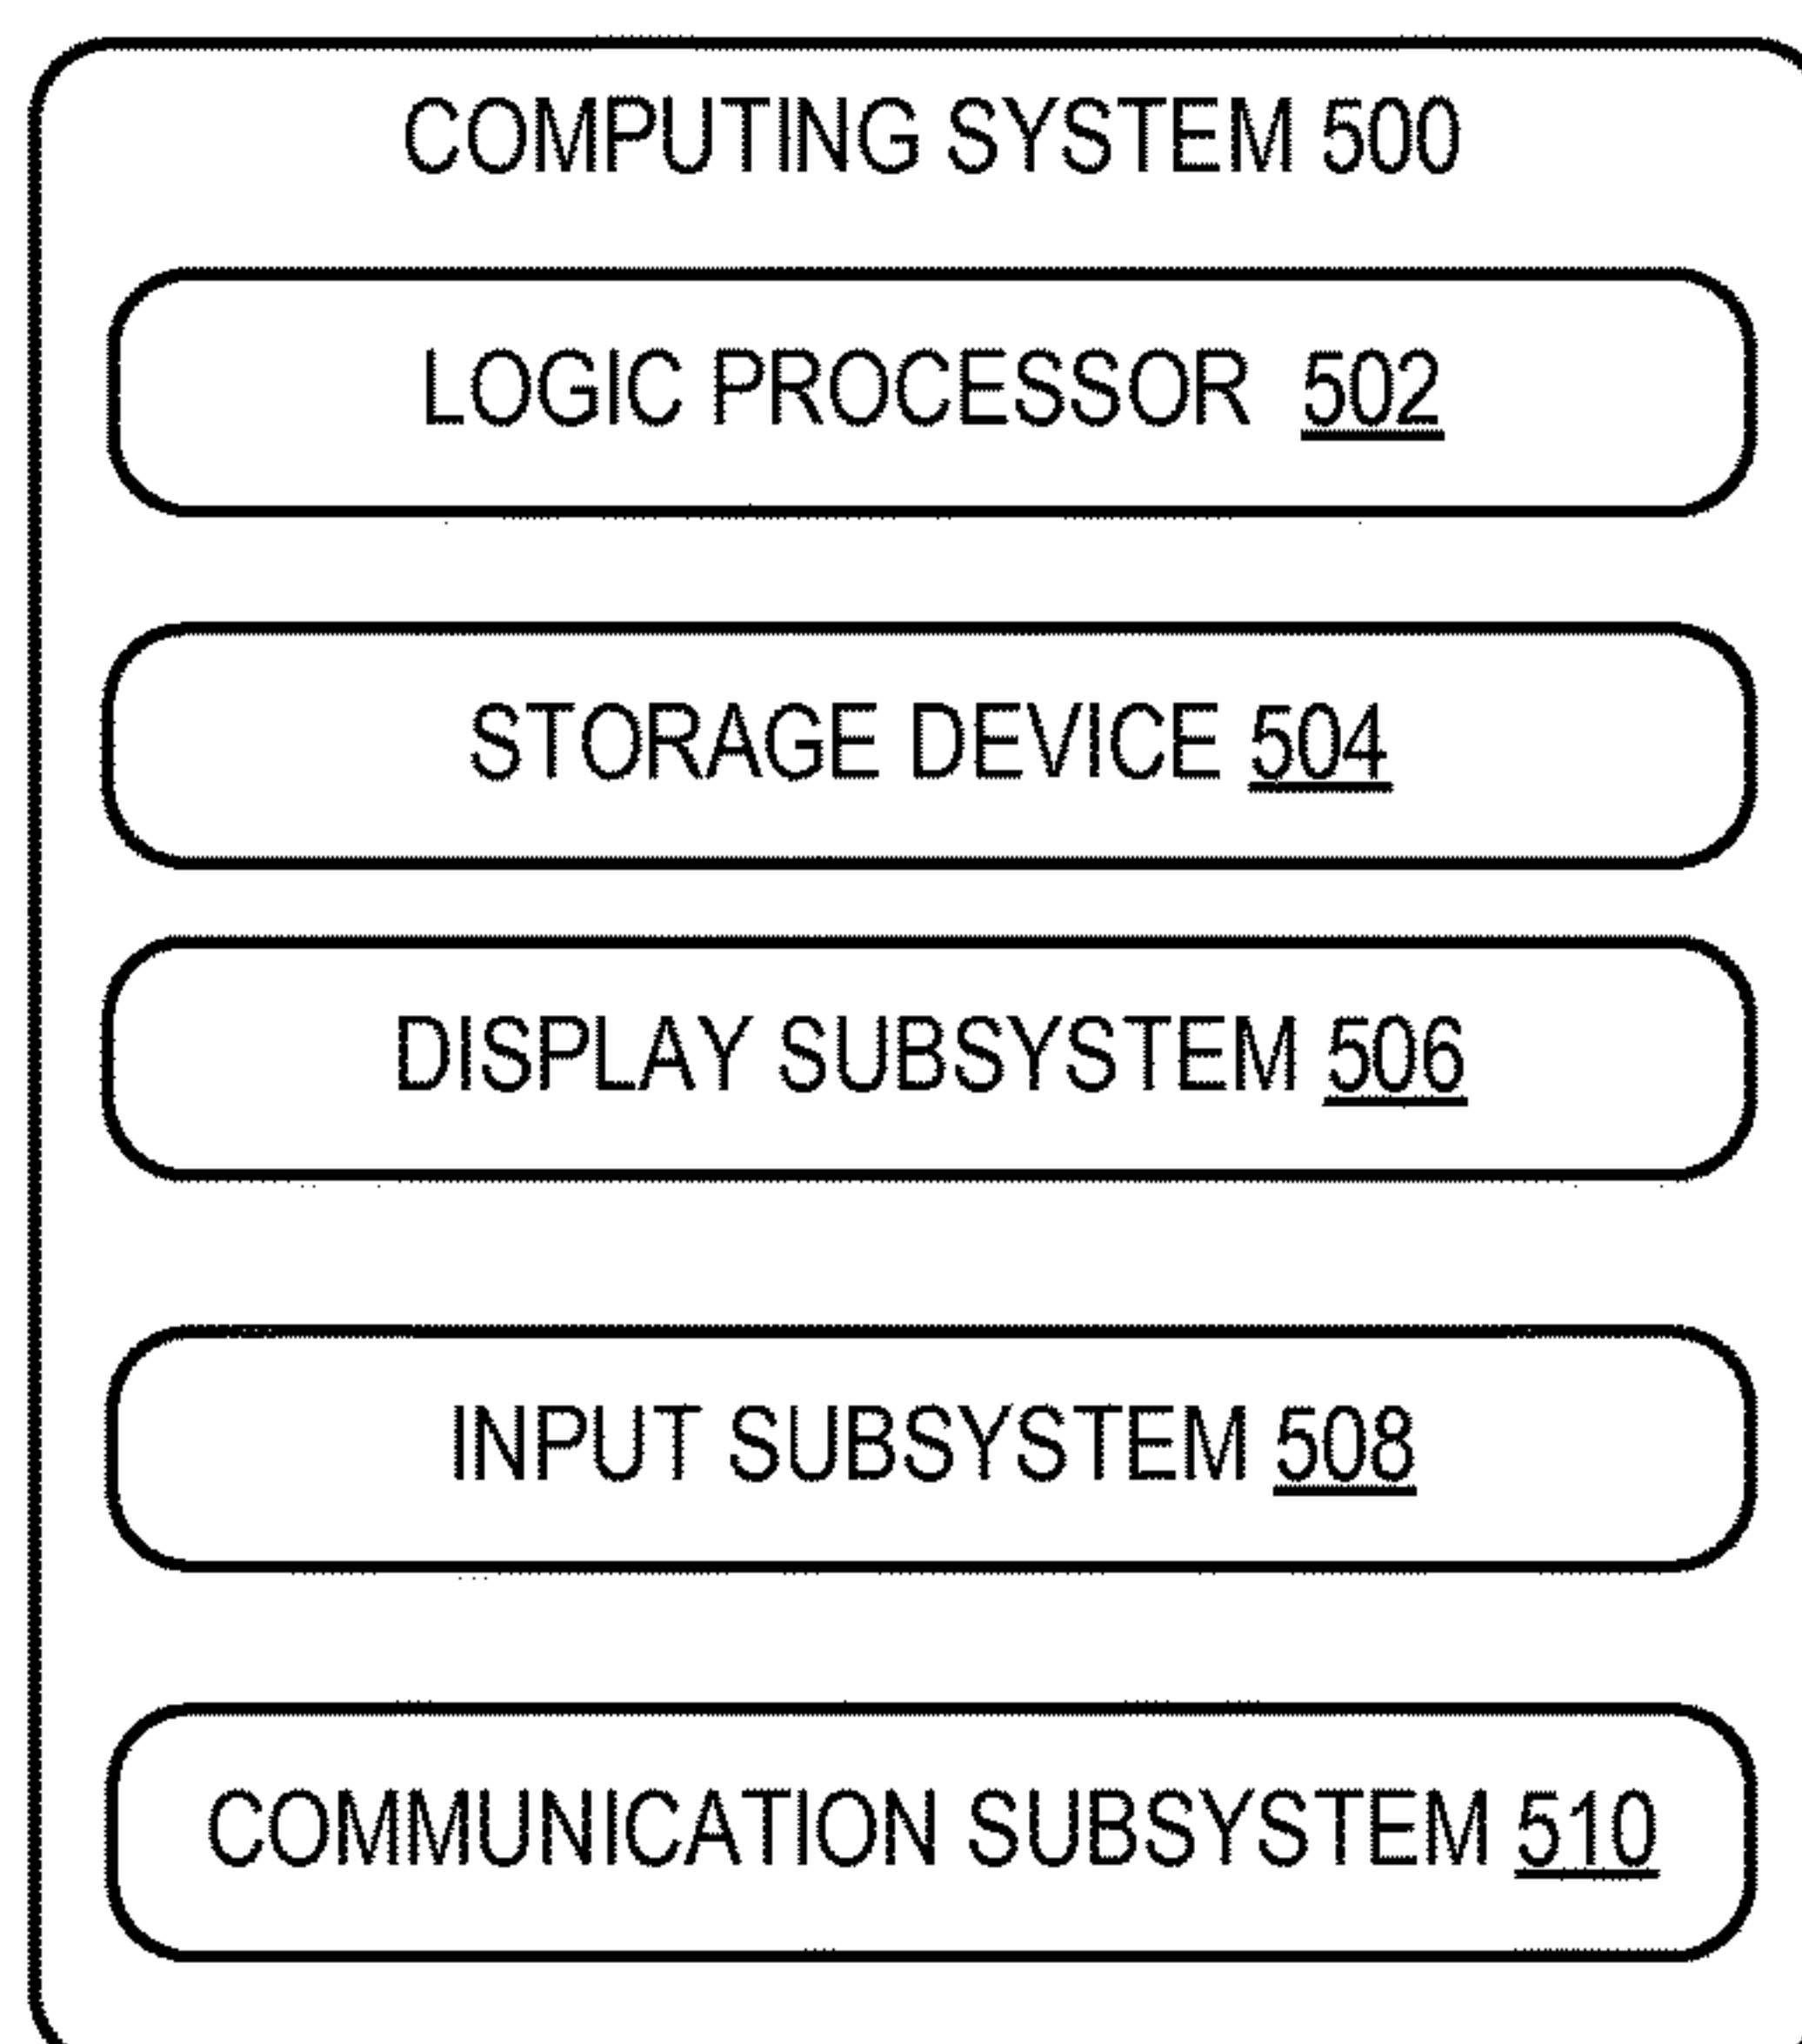 COMPUTING SYSTEM 500
LOGIC PROCESSOR 502
STORAGE DEVICE 504
DISPLAY SUBSYSTEM 506
INPUT SUBSYSTEM 508
COMMUNICATION SUBSYSTEM 510